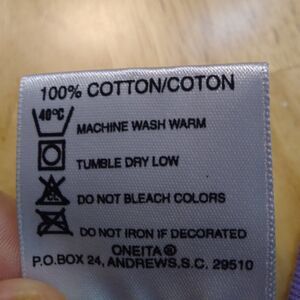 100% COTTON/COTON
40°C MACHINE WASH WARM
TUMBLE DRY LOW
CL DO NOT BLEACH COLORS
DO NOT IRON IF DECORATED
ONEITA®
P.O.BOX 24, ANDREWS,S.C. 29510